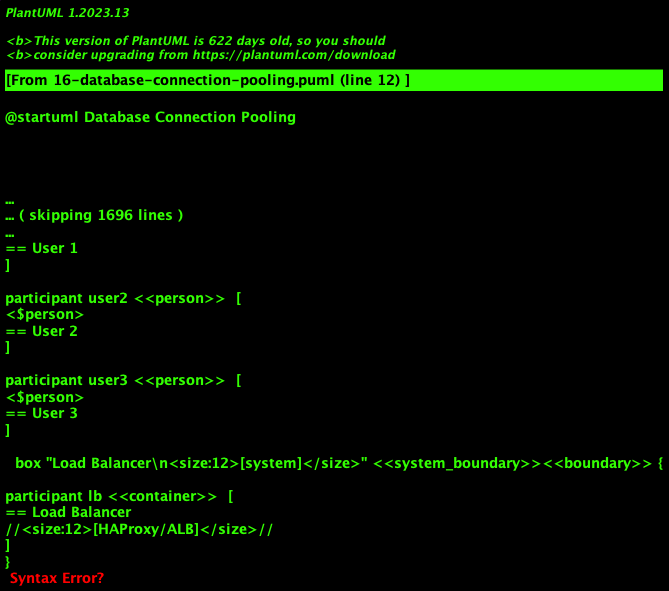 PlantUML 1.2023.13
<b>This version of PlantUML is 622 days old, so you should
<b>consider upgrading from https://plantuml.com/download
[From 16-database-connection-pooling.puml (line 12) ]
@startuml Database Connection Pooling
...
... ( skipping 1696 lines )
...
== User 1
]
participant user2 <<person>>  [
<$person>
== User 2
]
participant user3 <<person>>  [
<$person>
== User 3
]
box "Load Balancer\n<size:12>[system]</size>" <<system_boundary>><<boundary>> {
participant lb <<container>>  [
== Load Balancer
//<size:12>[HAProxy/ALB]</size>//
]
}
Syntax Error?